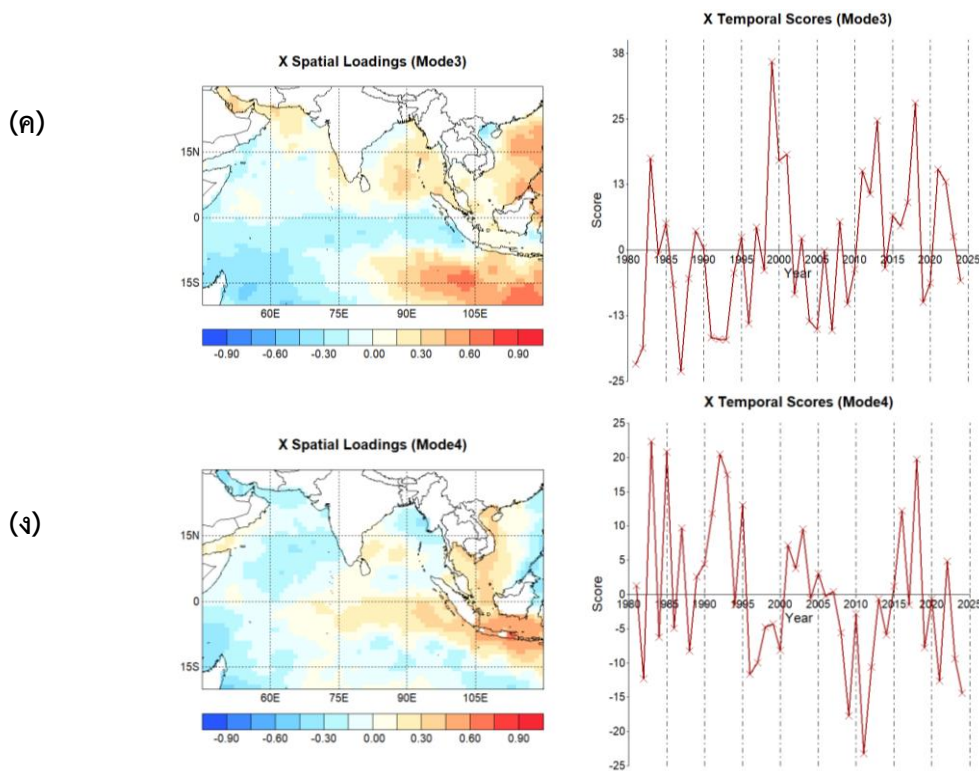 (ค)
X Spatial Loadings (Mode3)
15N
0
15S
60E 75E 90E 105E
-0.90 -0.60 -0.30 0.00 0.30 0.60 0.90
X Temporal Scores (Mode3)
38
25
13
0
-13
-25
Score
1980 1985 1990 1995 2000 2005 2010 2015 2020 2025
Year
(ง)
X Spatial Loadings (Mode4)
15N
0
15S
60E 75E 90E 105E
-0.90 -0.60 -0.30 0.00 0.30 0.60 0.90
X Temporal Scores (Mode4)
25
20
15
10
5
0
-5
-10
-15
-20
-25
Score
1980 1985 1990 1995 2000 2005 2010 2015 2020 2025
Year